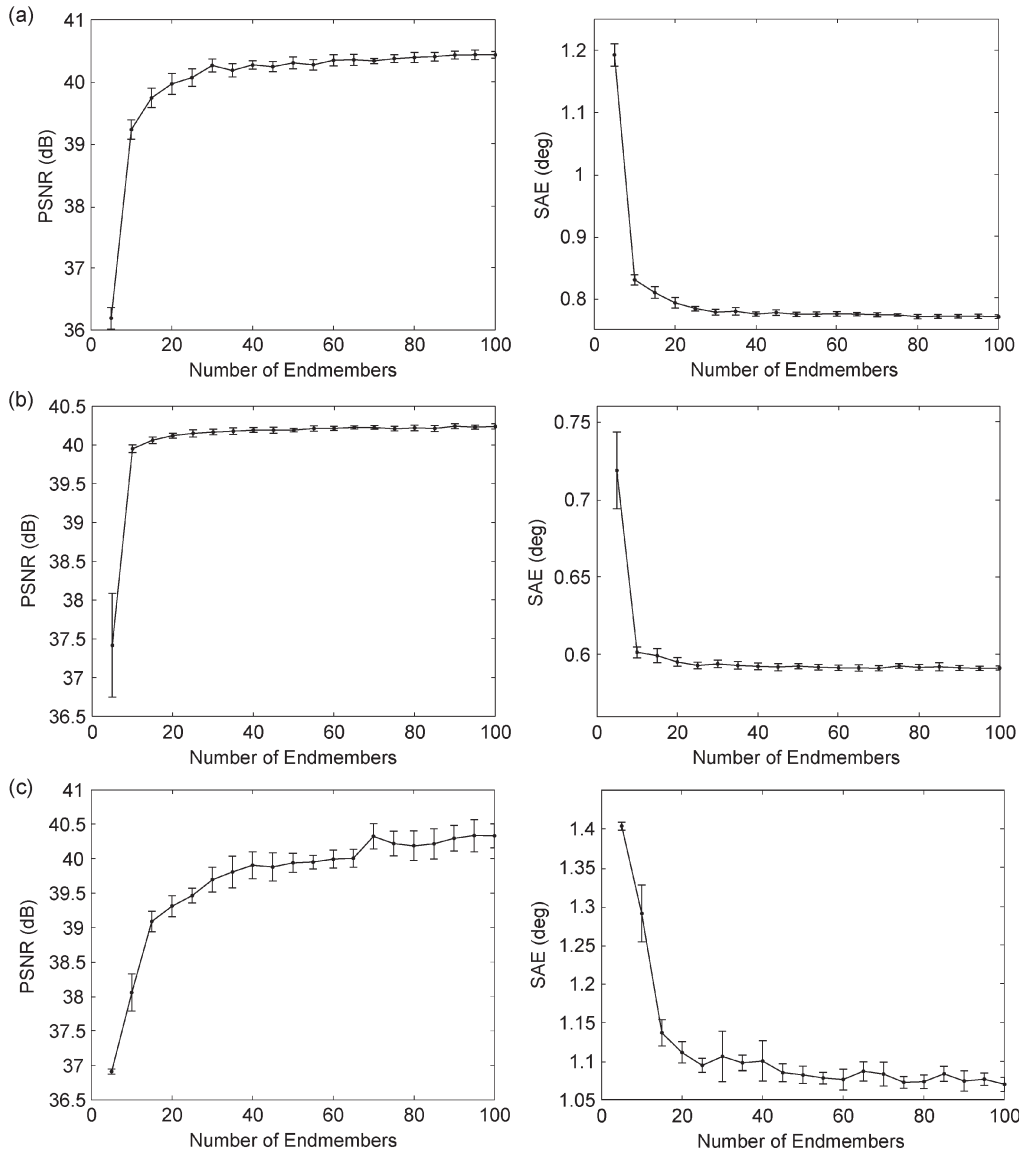 (a)
41
40
39
38
37
36
PSNR (dB)
0 20 40 60 80 100
Number of Endmembers
1.2
1.1
1
0.9
0.8
SAE (deg)
0 20 40 60 80 100
Number of Endmembers
(b)
40.5
40
39.5
39
38.5
38
37.5
37
36.5
PSNR (dB)
0 20 40 60 80 100
Number of Endmembers
0.75
0.7
0.65
0.6
SAE (deg)
0 20 40 60 80 100
Number of Endmembers
(c)
41
40.5
40
39.5
39
38.5
38
37.5
37
36.5
PSNR (dB)
0 20 40 60 80 100
Number of Endmembers
1.4
1.35
1.3
1.25
1.2
1.15
1.1
1.05
SAE (deg)
0 20 40 60 80 100
Number of Endmembers